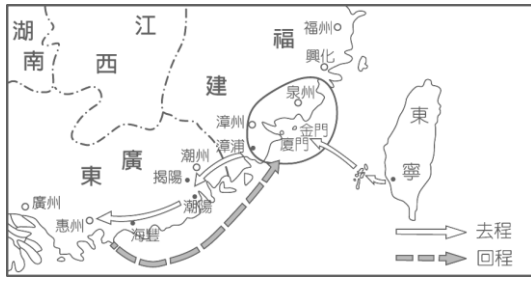 湖南
江西
福建
福州
興化
泉州
漳州
金門
廈門
漳浦
東寧
廣東
潮州
揭陽
潮陽
廣州
惠州
海豐
去程
回程